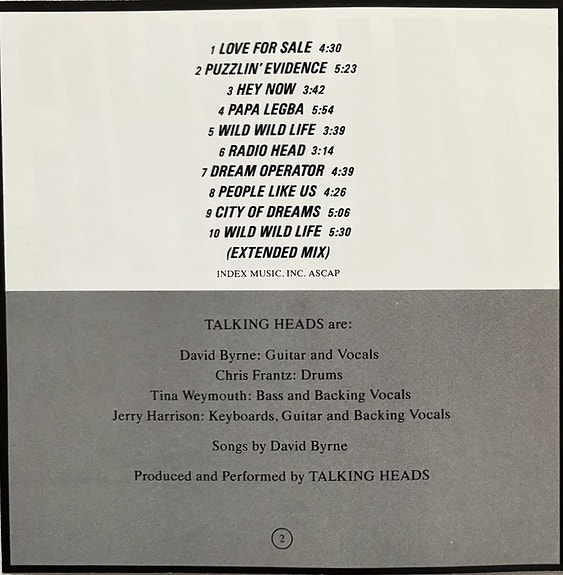 1 LOVE FOR SALE 4:30
2 PUZZLIN' EVIDENCE 5:23
3 HEY NOW 3:42
4 PAPA LEGBA 5:54
5 WILD WILD LIFE 3:39
6 RADIO HEAD 3:14
7 DREAM OPERATOR 4:39
8 PEOPLE LIKE US 4:26
9 CITY OF DREAMS 5:06
10 WILD WILD LIFE 5:30
(EXTENDED MIX)
INDEX MUSIC, INC. ASCAP
TALKING HEADS are:
David Byrne: Guitar and Vocals
Chris Frantz: Drums
Tina Weymouth: Bass and Backing Vocals
Jerry Harrison: Keyboards, Guitar and Backing Vocals
Songs by David Byrne
Produced and Performed by TALKING HEADS
2